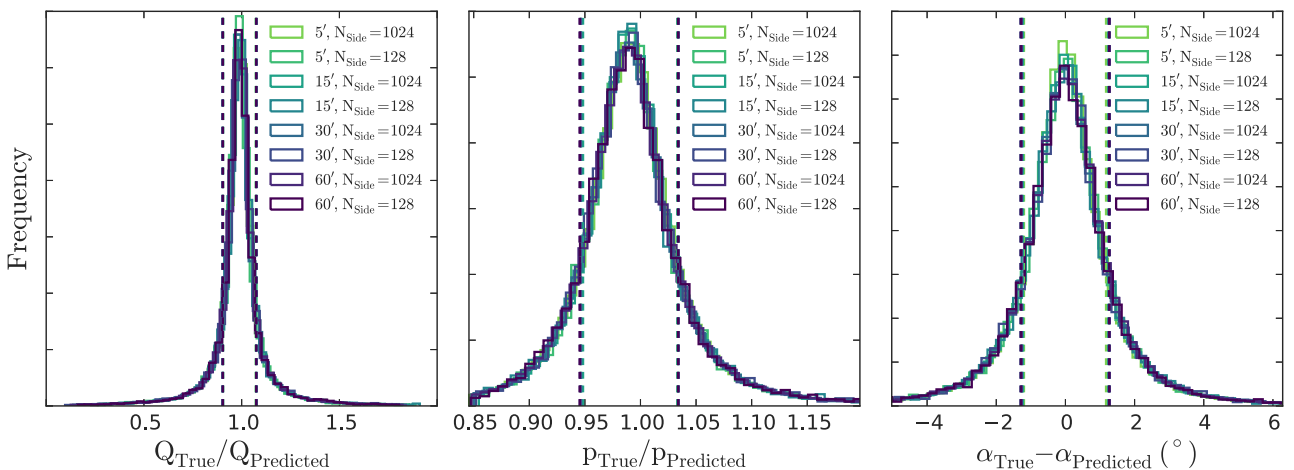 Frequency
5′, N_Side=1024
5′, N_Side=128
15′, N_Side=1024
15′, N_Side=128
30′, N_Side=1024
30′, N_Side=128
60′, N_Side=1024
60′, N_Side=128
0.5 1.0 1.5
Q_True/Q_Predicted
5′, N_Side=1024
5′, N_Side=128
15′, N_Side=1024
15′, N_Side=128
30′, N_Side=1024
30′, N_Side=128
60′, N_Side=1024
60′, N_Side=128
0.85 0.90 0.95 1.00 1.05 1.10 1.15
p_True/p_Predicted
5′, N_Side=1024
5′, N_Side=128
15′, N_Side=1024
15′, N_Side=128
30′, N_Side=1024
30′, N_Side=128
60′, N_Side=1024
60′, N_Side=128
−4 −2 0 2 4 6
α_True−α_Predicted (°)